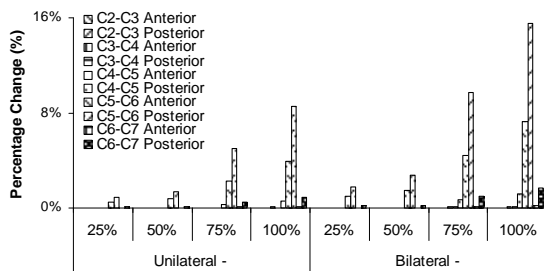 16%
8%
0%
Percentage Change (%)
C2-C3 Anterior
C2-C3 Posterior
C3-C4 Anterior
C3-C4 Posterior
C4-C5 Anterior
C4-C5 Posterior
C5-C6 Anterior
C5-C6 Posterior
C6-C7 Anterior
C6-C7 Posterior
25% 50% 75% 100% 25% 50% 75% 100%
Unilateral - Bilateral -